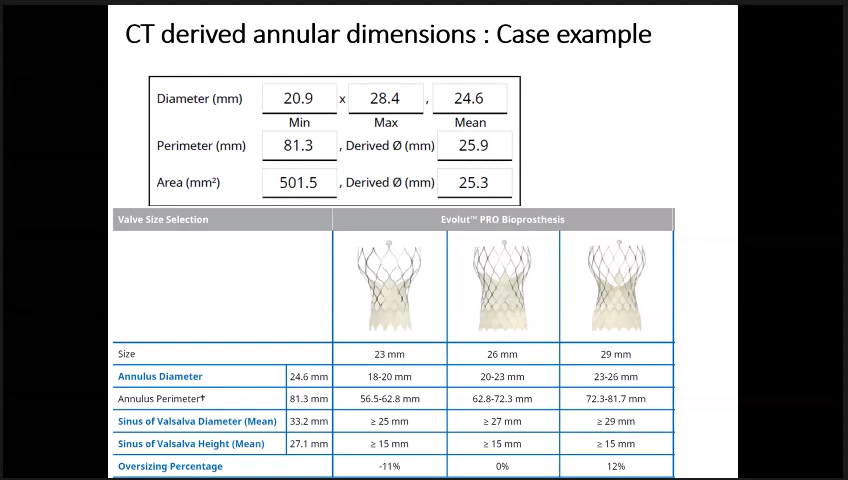 CT derived annular dimensions : Case example
Diameter (mm) 20.9 x 28.4 , 24.6
Min Max Mean
Perimeter (mm) 81.3 , Derived Ø (mm) 25.9
Area (mm²) 501.5 , Derived Ø (mm) 25.3
Valve Size Selection Evolut™ PRO Bioprosthesis
Size 23 mm 26 mm 29 mm
Annulus Diameter 24.6 mm 18-20 mm 20-23 mm 23-26 mm
Annulus Perimeter✝ 81.3 mm 56.5-62.8 mm 62.8-72.3 mm 72.3-81.7 mm
Sinus of Valsalva Diameter (Mean) 33.2 mm ≥ 25 mm ≥ 27 mm ≥ 29 mm
Sinus of Valsalva Height (Mean) 27.1 mm ≥ 15 mm ≥ 15 mm ≥ 15 mm
Oversizing Percentage -11% 0% 12%